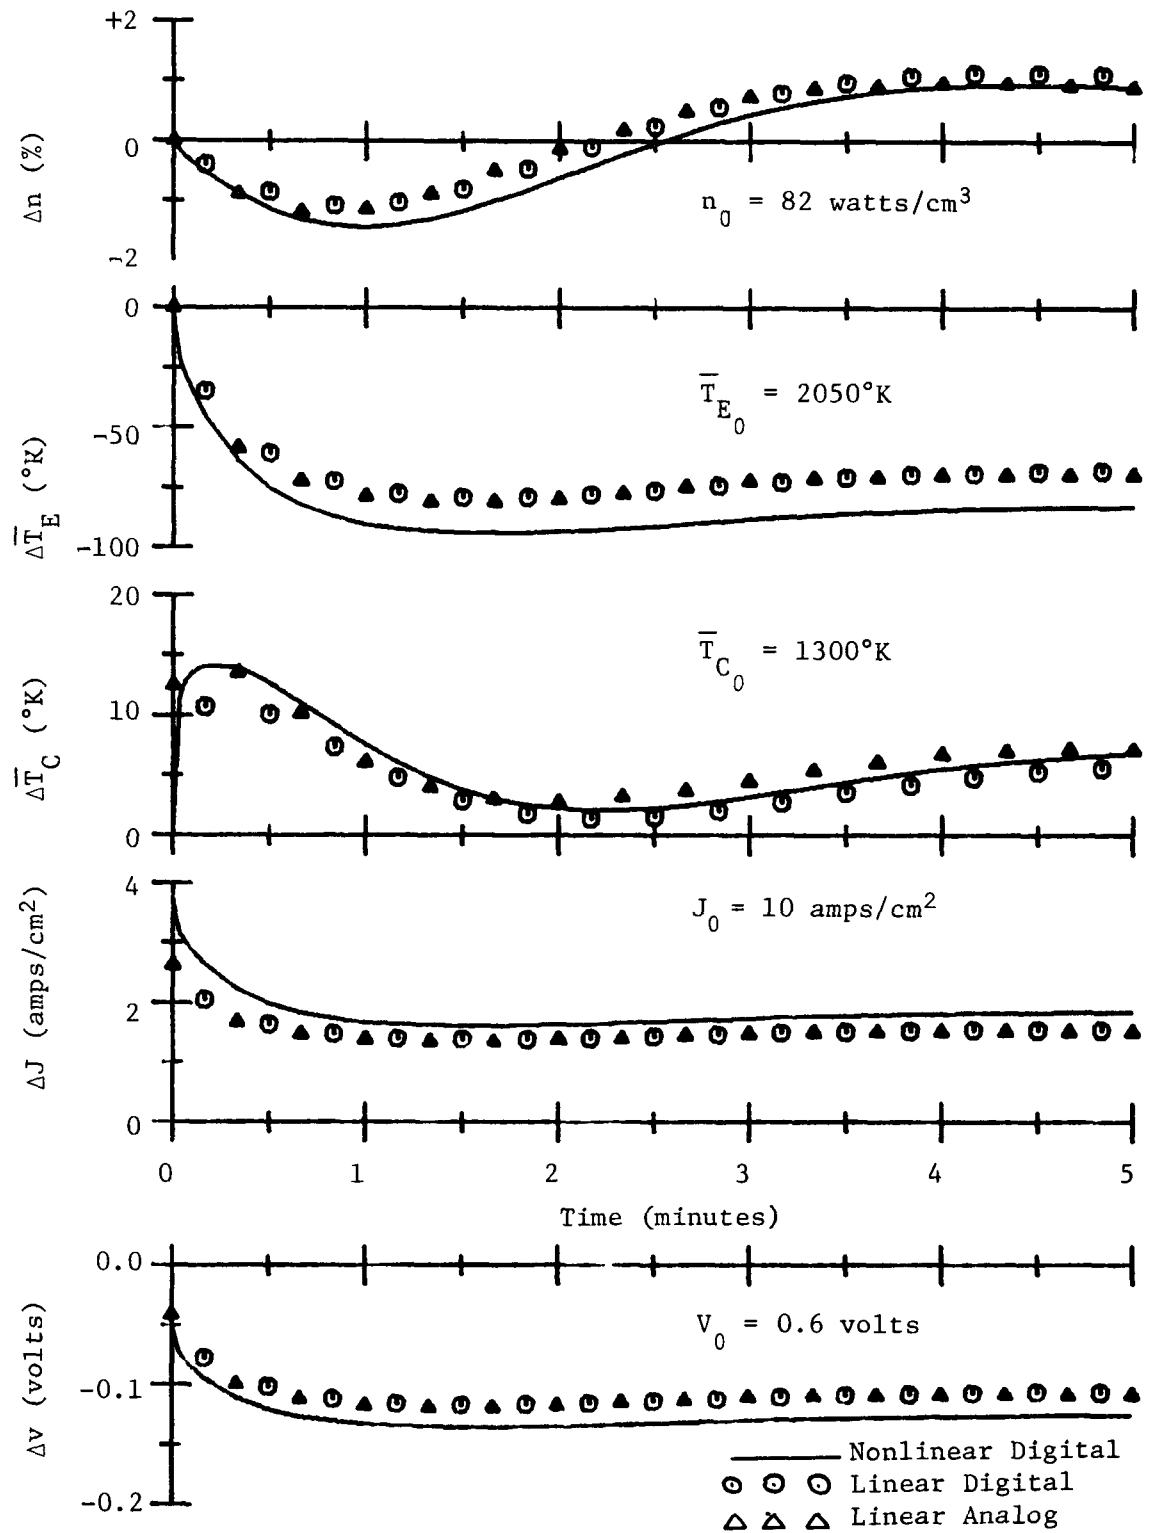 +2
0
-2
Δn (%)
n0 = 82 watts/cm3
0
-50
-100
ΔT̅E (°K)
T̅E0 = 2050°K
20
10
0
ΔT̅C (°K)
T̅C0 = 1300°K
4
2
0
ΔJ (amps/cm2)
J0 = 10 amps/cm2
0 1 2 3 4 5
Time (minutes)
0.0
-0.1
-0.2
Δv (volts)
V0 = 0.6 volts
Nonlinear Digital
Linear Digital
Linear Analog